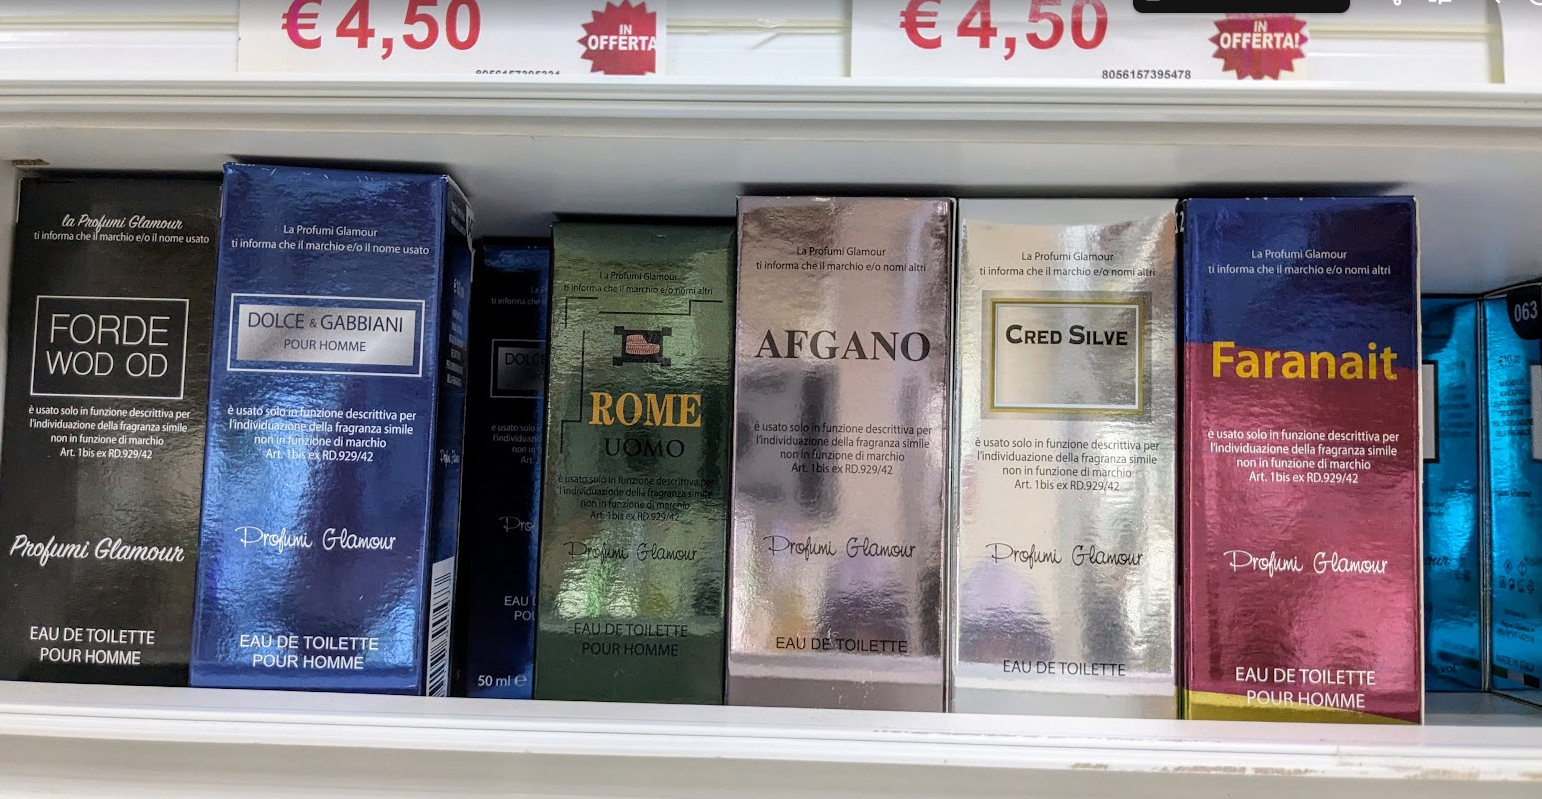 € 4,50
IN
OFFERTA
€ 4,50
8056157395478
IN
OFFERTA!
la Profumi Glamour
ti informa che il marchio e/o il nome usato
FORDE
WOD OD
è usato solo in funzione descrittiva per
l'individuazione della fragranza simile
non in funzione di marchio
Art. 1bis ex RD.929/42
Profumi Glamour
EAU DE TOILETTE
POUR HOMME
La Profumi Glamour
ti informa che il marchio e/o il nome usato
DOLCE & GABBIANI
POUR HOMME
è usato solo in funzione descrittiva per
l'individuazione della fragranza simile
non in funzione di marchio
Art. 1bis ex RD.929/42
Profumi Glamour
EAU DE TOILETTE
POUR HOMME
DOLCE
EAU
50 ml e
La Profumi Glamour
ti informa che il marchio e/o nomi altri
ROME
UOMO
è usato solo in funzione descrittiva per
l'individuazione della fragranza simile
non in funzione di marchio
Art. 1bis ex RD.929/42
Profumi Glamour
EAU DE TOILETTE
POUR HOMME
La Profumi Glamour
ti informa che il marchio e/o nomi altri
AFGANO
è usato solo in funzione descrittiva per
l'individuazione della fragranza simile
non in funzione di marchio
Art. 1bis ex RD.929/42
Profumi Glamour
EAU DE TOILETTE
La Profumi Glamour
ti informa che il marchio e/o nomi altri
CRED SILVE
è usato solo in funzione descrittiva per
l'individuazione della fragranza simile
non in funzione di marchio
Art. 1bis ex RD.929/42
Profumi Glamour
EAU DE TOILETTE
La Profumi Glamour
ti informa che il marchio e/o nomi altri
Faranait
è usato solo in funzione descrittiva per
l'individuazione della fragranza simile
non in funzione di marchio
Art. 1bis ex RD.929/42
Profumi Glamour
EAU DE TOILETTE
POUR HOMME
063